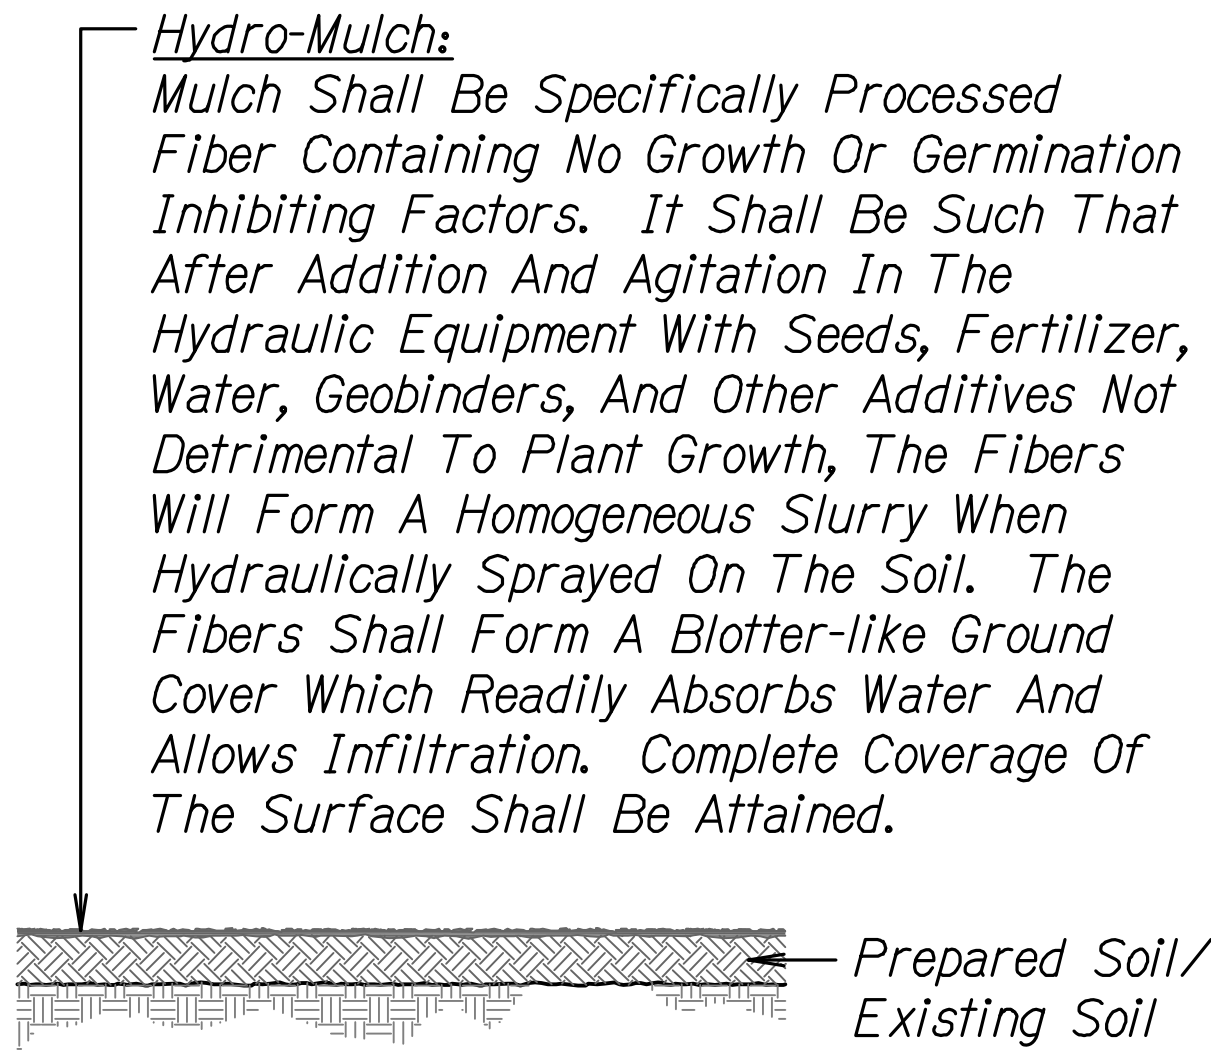 Hydro-Mulch:
Mulch Shall Be Specifically Processed
Fiber Containing No Growth Or Germination
Inhibiting Factors. It Shall Be Such That
After Addition And Agitation In The
Hydraulic Equipment With Seeds, Fertilizer,
Water, Geobinders, And Other Additives Not
Detrimental To Plant Growth, The Fibers
Will Form A Homogeneous Slurry When
Hydraulically Sprayed On The Soil. The
Fibers Shall Form A Blotter-like Ground
Cover Which Readily Absorbs Water And
Allows Infiltration. Complete Coverage Of
The Surface Shall Be Attained.
Prepared Soil/
Existing Soil